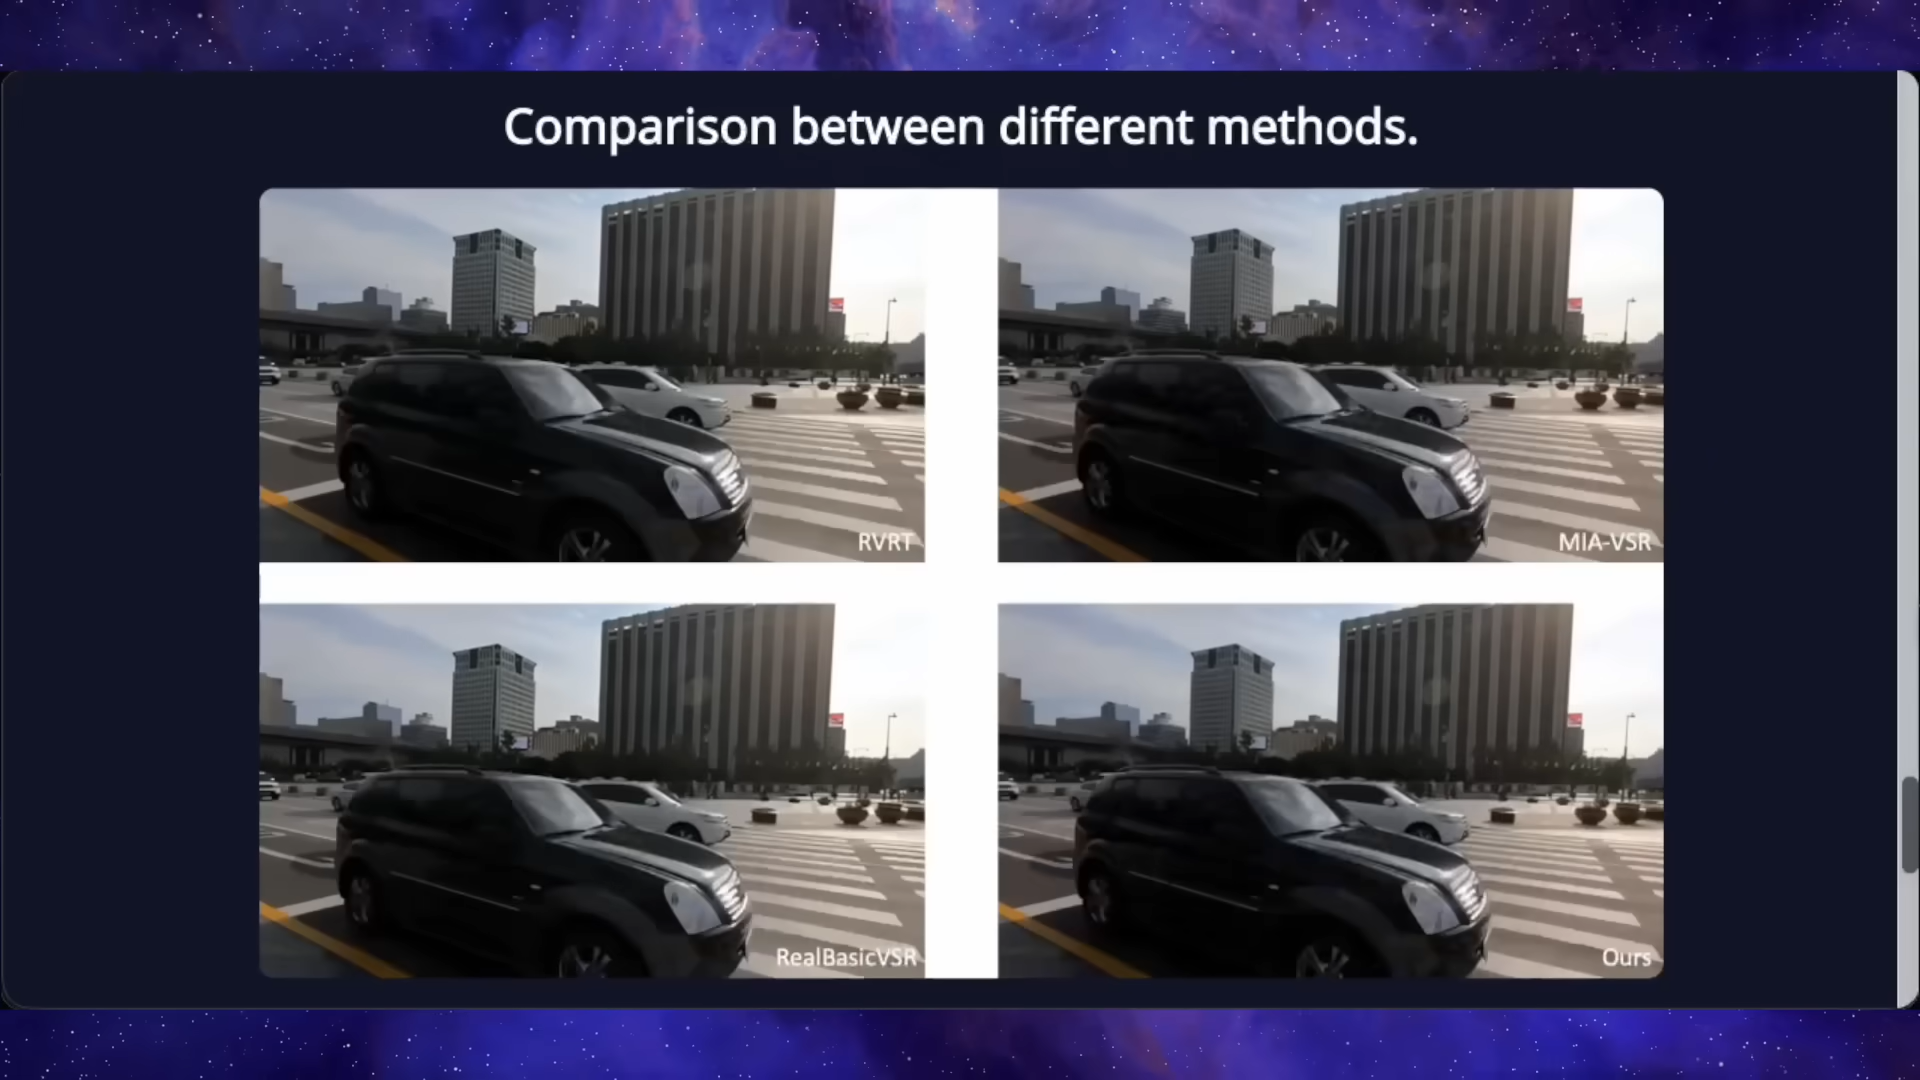 Comparison between different methods.
RVRT
MIA-VSR
RealBasicVSR
Ours